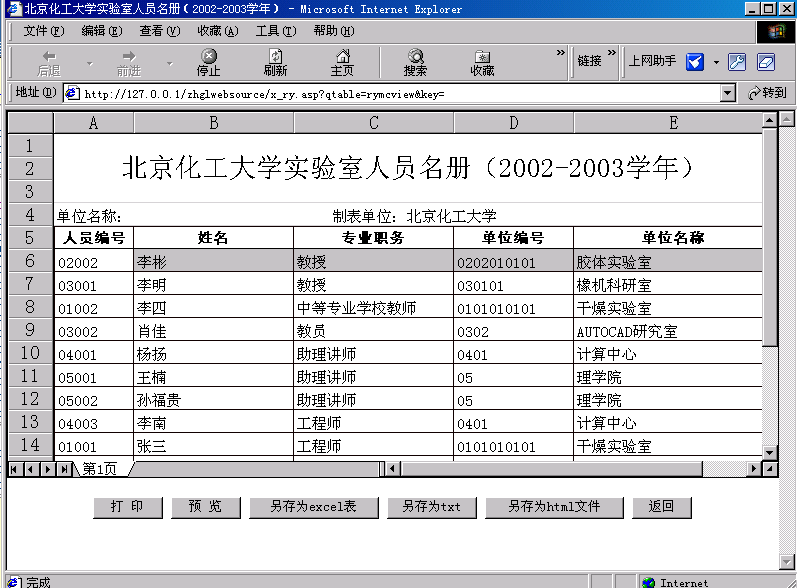 北京化工大学实验室人员名册（2002-2003学年） - Microsoft Internet Explorer
文件(F) 编辑(E) 查看(V) 收藏(A) 工具(T) 帮助(H)
后退 前进 停止 刷新 主页 搜索 收藏 » 链接 » 上网助手
地址(D) http://127.0.0.1/zhglwebsource/x_ry.asp?qtable=rymcview&key= 转到
A B C D E
1
2 北京化工大学实验室人员名册（2002-2003学年）
3
4 单位名称: 制表单位: 北京化工大学
5 人员编号 姓名 专业职务 单位编号 单位名称
6 02002 李彬 教授 0202010101 胶体实验室
7 03001 李明 教授 030101 橡机科研室
8 01002 李四 中等专业学校教师 0101010101 干燥实验室
9 03002 肖佳 教员 0302 AUTOCAD研究室
10 04001 杨扬 助理讲师 0401 计算中心
11 05001 王楠 助理讲师 05 理学院
12 05002 孙福贵 助理讲师 05 理学院
13 04003 李南 工程师 0401 计算中心
14 01001 张三 工程师 0101010101 干燥实验室
第1页
打 印 预 览 另存为excel表 另存为txt 另存为html文件 返回
完成 Internet